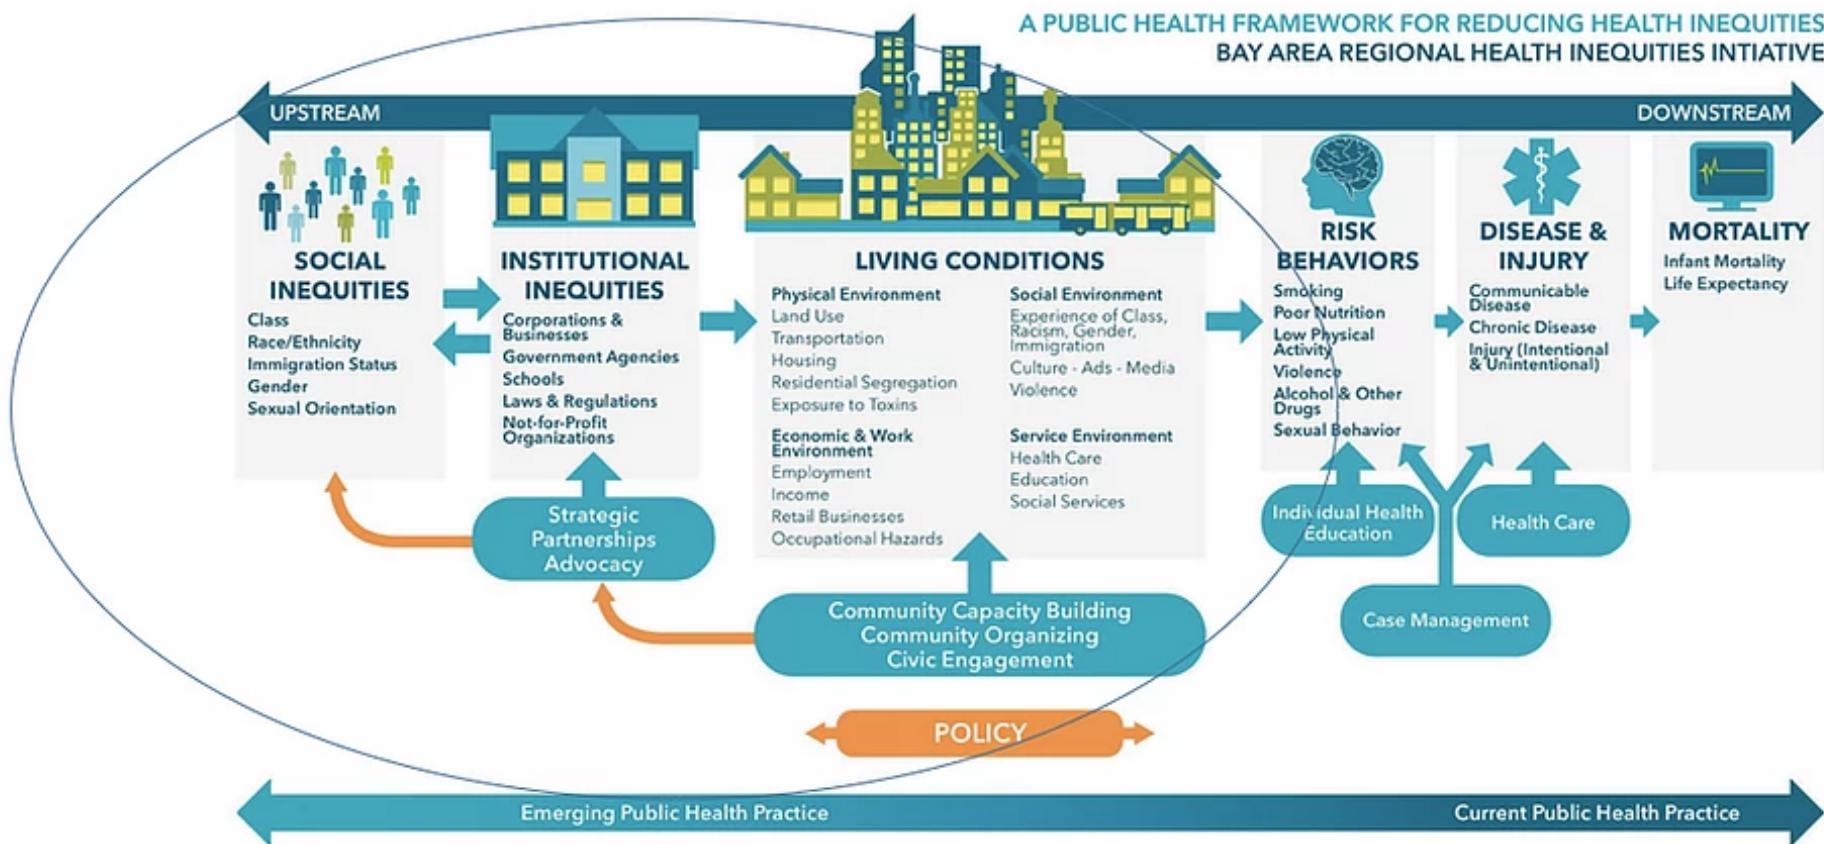 A PUBLIC HEALTH FRAMEWORK FOR REDUCING HEALTH INEQUITIES
BAY AREA REGIONAL HEALTH INEQUITIES INTIATIVE
UPSTREAM
DOWNSTREAM
SOCIAL
INEQUITIES
Class
Race/Ethnicity
Immigration Status
Gender
Sexual Orientation
INSTITUTIONAL
INEQUITIES
Corporations &
Businesses
Government Agencies
Schools
Laws & Regulations
Not-for-Profit
Organizations
Strategic
Partnerships
Advocacy
LIVING CONDITIONS
Physical Environment
Land Use
Transportation
Housing
Residential Segregation
Exposure to Toxins
Economic & Work
Environment
Employment
Income
Retail Businesses
Occupational Hazards
Social Environment
Experience of Class,
Racism, Gender,
Immigration
Culture - Ads - Media
Violence
Service Environment
Health Care
Education
Social Services
Community Capacity Building
Community Organizing
Civic Engagement
RISK
BEHAVIORS
Smoking
Poor Nutrition
Low Physical
Activity
Violence
Alcohol & Other
Drugs
Sexual Behavior
Individual Health
Education
DISEASE &
INJURY
Communicable
Disease
Chronic Disease
Injury (Intentional
& Unintentional)
Health Care
Case Management
MORTALITY
Infant Mortality
Life Expectancy
POLICY
Emerging Public Health Practice
Current Public Health Practice